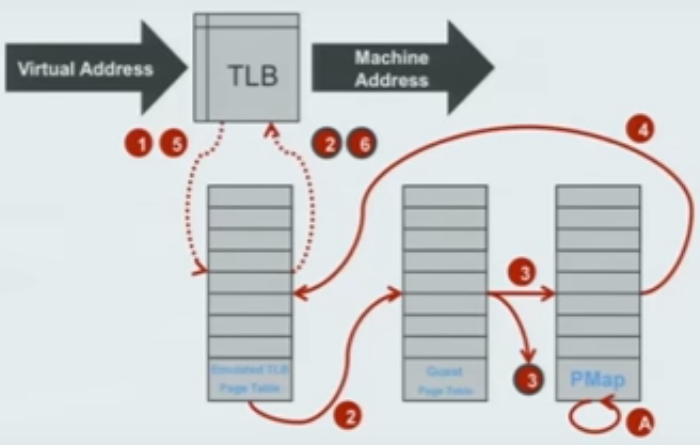 Virtual Address
TLB
Machine
Address
1
5
2
6
4
3
3
2
Emulated TLB
Page Table
Guest
Page Table
PMap
A